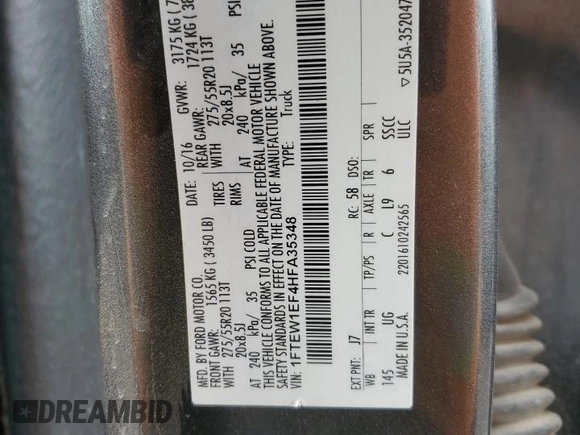 MFD. BY FORD MOTOR CO.
DATE: 10/16
GVWR: 3175 KG ( 7
FRONT GAWR: 1565 KG ( 3450 LB)
REAR GAWR: 1724 KG ( 38
WITH 275/55R20 113T TIRES
WITH 275/55R20 113T
20x8.5J RIMS
20x8.5J
AT 240 kPa/ 35 PSI COLD
AT 240 kPa/ 35 PSI
THIS VEHICLE CONFORMS TO ALL APPLICABLE FEDERAL MOTOR VEHICLE
SAFETY STANDARDS IN EFFECT ON THE DATE OF MANUFACTURE SHOWN ABOVE.
VIN: 1FTEW1EF4HFA35348
TYPE: Truck
EXT PNT: J7
RC: 58 DSO:
WB INT TR TP/PS R AXLE TR SPR
145 UG C L9 6 SSCC
ULC
MADE IN U.S.A. 2201610242565
▽5U5A-352047
DREAMBID